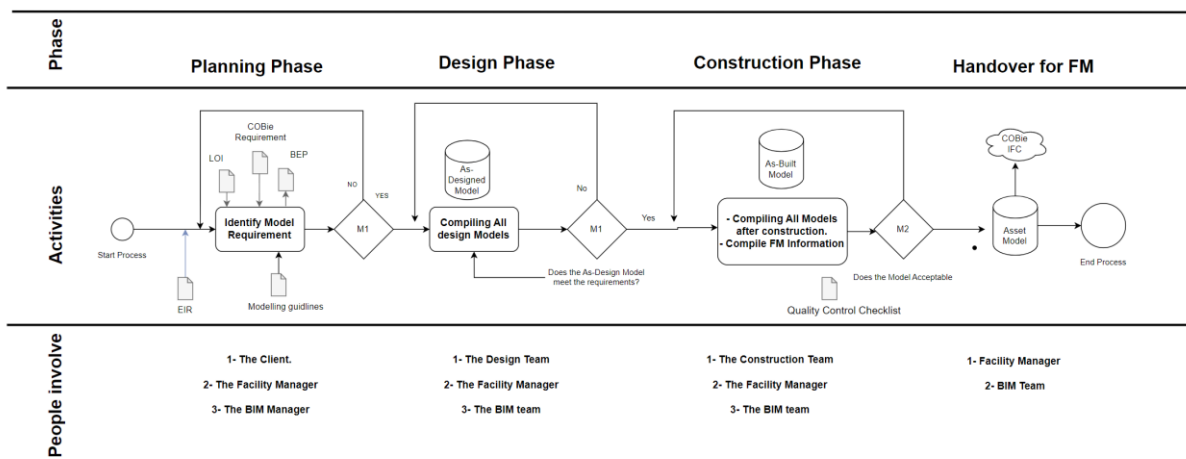 Phase
Planning Phase
Design Phase
Construction Phase
Handover for FM
Activities
COBie
Requirement
LOI
BEP
NO
YES
Identify Model
Requirement
M1
Start Process
EIR
Modelling guidlines
As-
Designed
Model
No
Compiling All
design Models
M1
Yes
Does the As-Design Model
meet the requirements?
As-Built
Model
- Compiling All Models
after construction.
- Compile FM Information
M2
Does the Model Acceptable
Quality Control Checklist
COBie
IFC
Asset
Model
End Process
People involve
1- The Client.
2- The Facility Manager
3- The BIM Manager
1- The Design Team
2- The Facility Manager
3- The BIM team
1- The Construction Team
2- The Facility Manager
3- The BIM team
1- Facility Manager
2- BIM Team